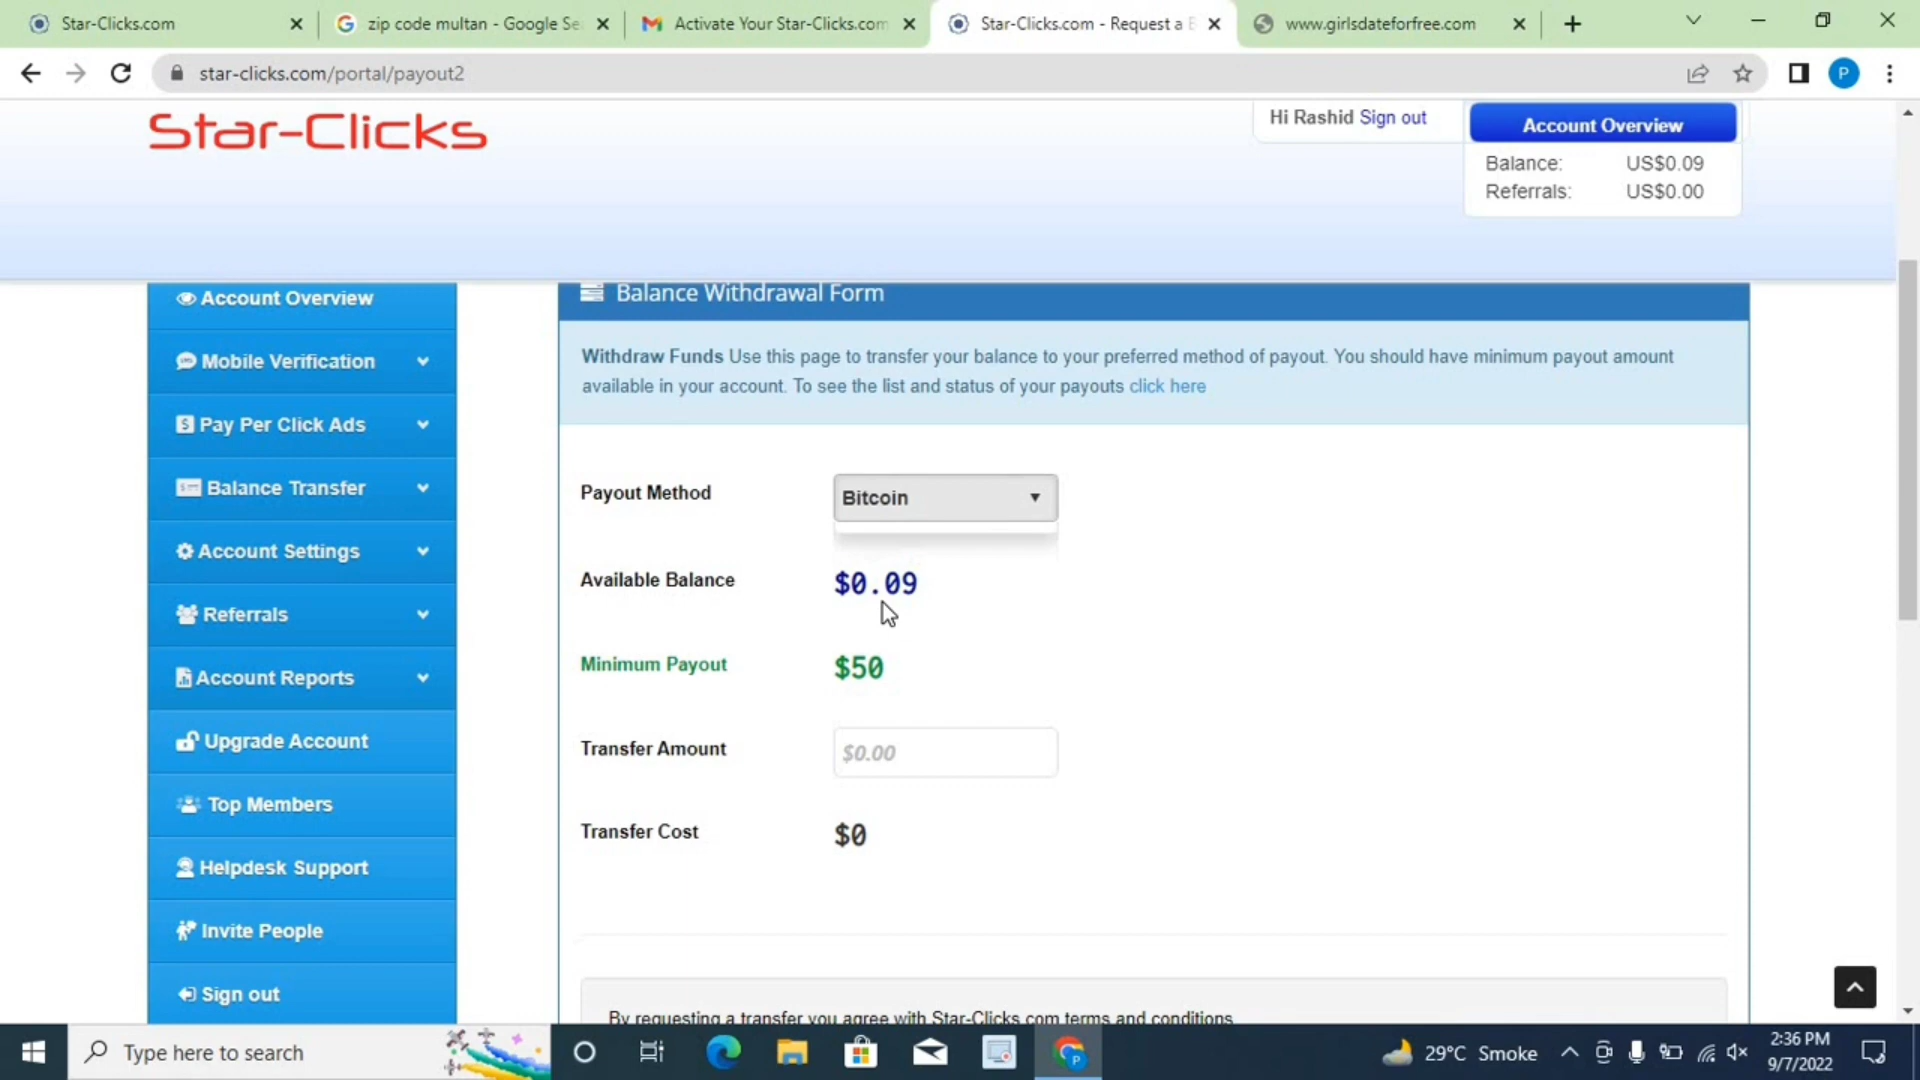 Star-Clicks.com
zip code multan - Google Se
Activate Your Star-Clicks.com
Star-Clicks.com - Request a B
www.girlsdateforfree.com
star-clicks.com/portal/payout2
P
Star-Clicks
Hi Rashid Sign out
Account Overview
Balance: US$0.09
Referrals: US$0.00
Account Overview
Mobile Verification
Pay Per Click Ads
Balance Transfer
Account Settings
Referrals
Account Reports
Upgrade Account
Top Members
Helpdesk Support
Invite People
Sign out
Balance Withdrawal Form
Withdraw Funds Use this page to transfer your balance to your preferred method of payout. You should have minimum payout amount
available in your account. To see the list and status of your payouts click here
Payout Method Bitcoin
Available Balance $0.09
Minimum Payout $50
Transfer Amount $0.00
Transfer Cost $0
By requesting a transfer you agree with Star-Clicks.com terms and conditions
Type here to search
29°C Smoke
2:36 PM
9/7/2022